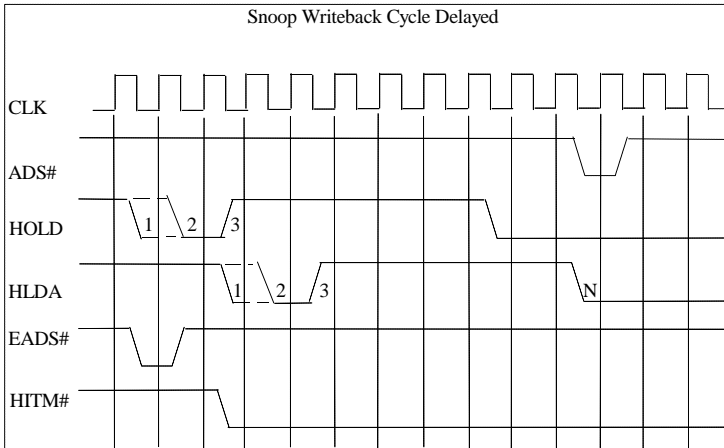 Snoop Writeback Cycle Delayed
CLK
ADS#
HOLD 1 2 3
HLDA 1 2 3 N
EADS#
HITM#